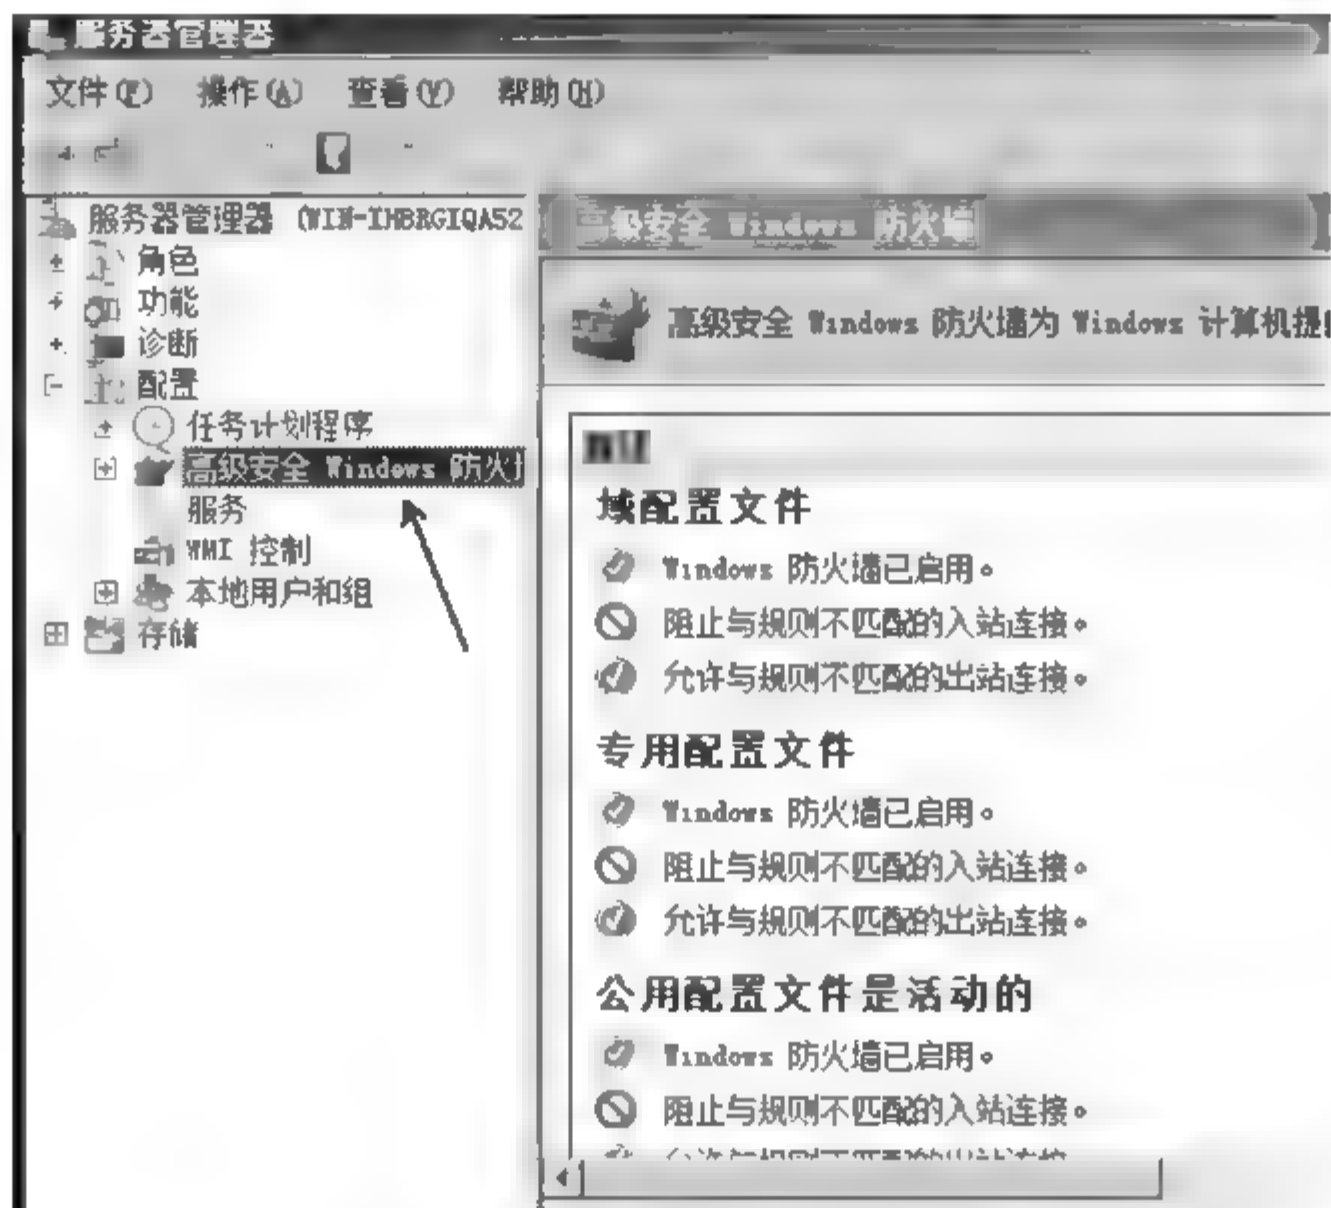 服务器管理器
文件(F) 操作(A) 查看(V) 帮助(H)
服务器管理器 (WIN-IHBRGIQA52
角色
功能
诊断
配置
任务计划程序
高级安全 Windows 防火
服务
WMI 控制
本地用户和组
存储
高级安全 Windows 防火墙
高级安全 Windows 防火墙为 Windows 计算机提
域配置文件
Windows 防火墙已启用。
阻止与规则不匹配的入站连接。
允许与规则不匹配的出站连接。
专用配置文件
Windows 防火墙已启用。
阻止与规则不匹配的入站连接。
允许与规则不匹配的出站连接。
公用配置文件是活动的
Windows 防火墙已启用。
阻止与规则不匹配的入站连接。